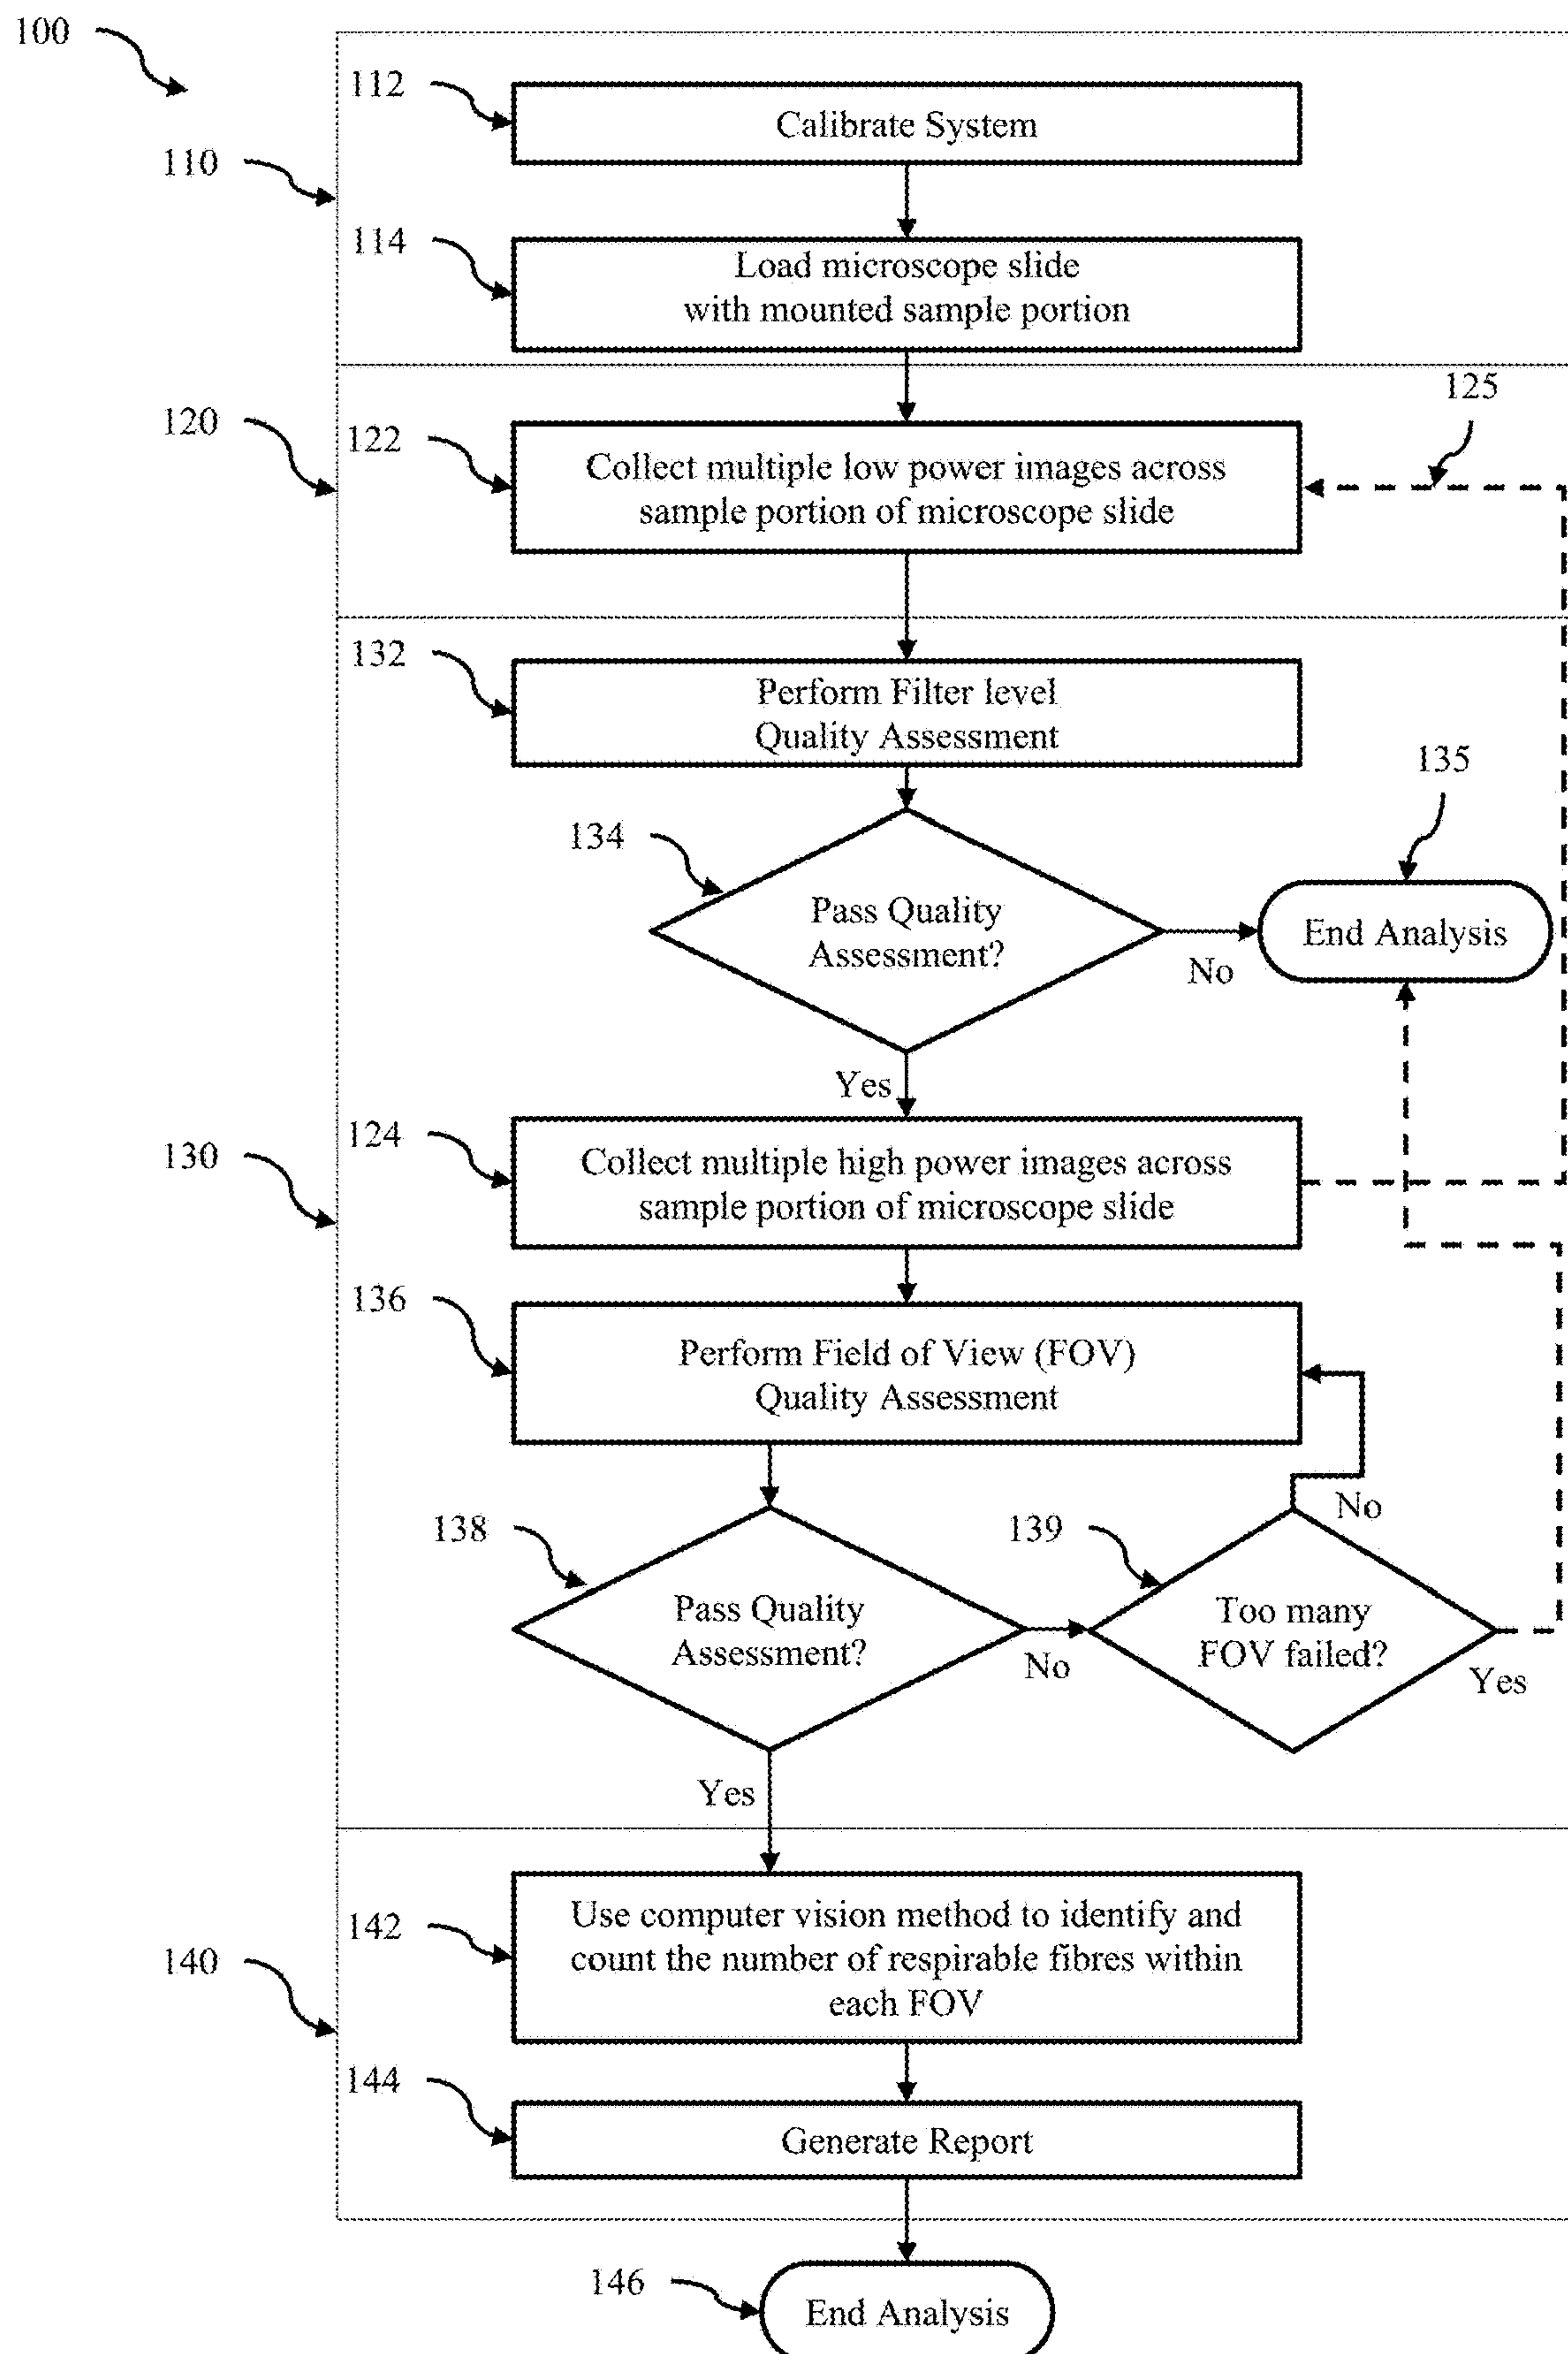 100
112
Calibrate System
110
114
Load microscope slide
with mounted sample portion
125
120
122
Collect multiple low power images across
sample portion of microscope slide
132
Perform Filter level
Quality Assessment
135
134
Pass Quality
Assessment?
End Analysis
No
Yes
124
130
Collect multiple high power images across
sample portion of microscope slide
136
Perform Field of View (FOV)
Quality Assessment
No
138
139
Pass Quality
Assessment?
Too many
FOV failed?
No
Yes
Yes
142
Use computer vision method to identify and
count the number of respirable fibres within
each FOV
140
144
Generate Report
146
End Analysis